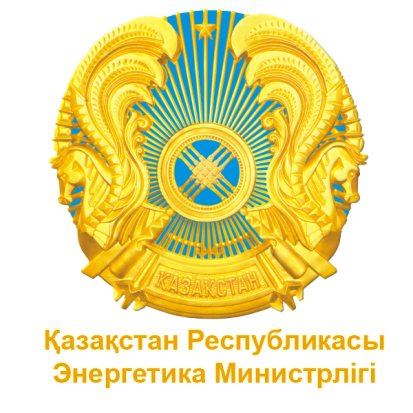 ҚАЗАҚСТАН
Қазақстан Республикасы
Энергетика Министрлігі